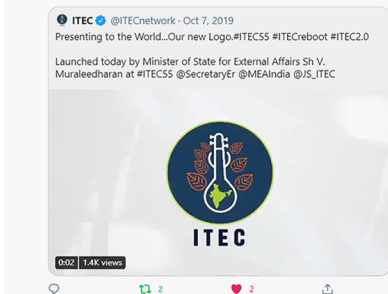 ITEC @ITECnetwork · Oct 7, 2019
Presenting to the World...Our new Logo.#ITEC55 #ITECreboot #ITEC2.0
Launched today by Minister of State for External Affairs Sh V.
Muraleedharan at #ITEC55 @SecretaryEr @MEAIndia @JS_ITEC
ITEC
0:02 1.4K views
2 2